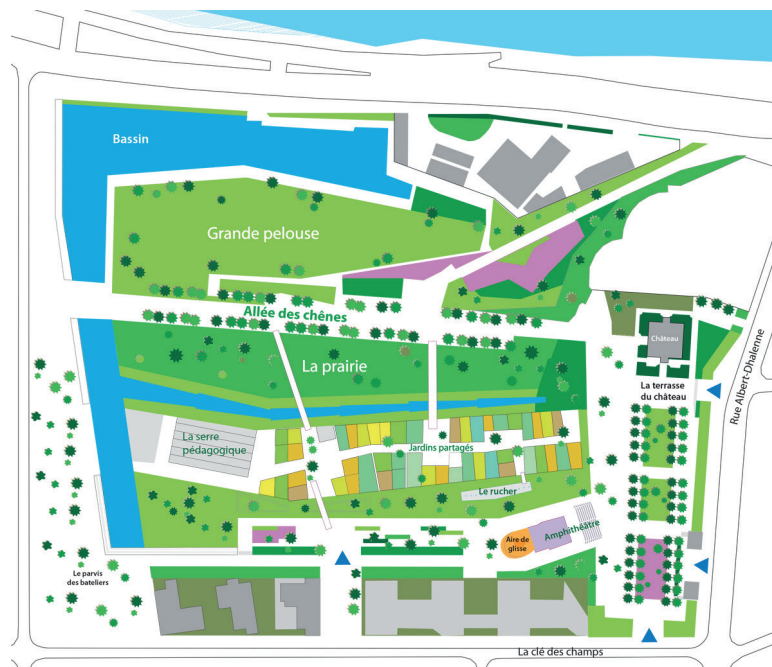 Bassin
Grande pelouse
Allée des chênes
Château
La prairie
La terrasse
du château
Rue Albert-Dhalenne
La serre
pédagogique
Jardins partagés
Le rucher
Amphithéâtre
Aire de
glisse
Le parvis
des bateliers
La clé des champs